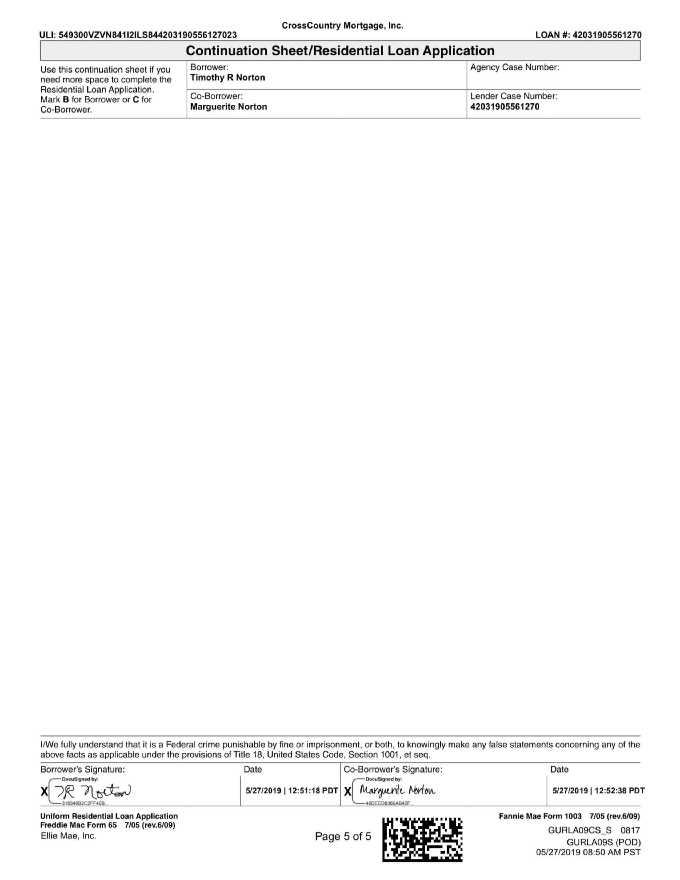 CrossCountry Mortgage, Inc.
ULI: 549300VZVN841I2ILS844203190556127023
LOAN #: 42031905561270
Continuation Sheet/Residential Loan Application
Use this continuation sheet if you
need more space to complete the
Residential Loan Application.
Mark B for Borrower or C for
Co-Borrower.
Borrower:
Timothy R Norton
Agency Case Number:
Co-Borrower:
Marguerite Norton
Lender Case Number:
42031905561270
I/We fully understand that it is a Federal crime punishable by fine or imprisonment, or both, to knowingly make any false statements concerning any of the
above facts as applicable under the provisions of Title 18, United States Code, Section 1001, et seq.
Borrower's Signature:
Date
Co-Borrower's Signature:
Date
DocuSigned by:
X TR Norton
5/27/2019 | 12:51:18 PDT
DocuSigned by:
X Marguerite Norton
5/27/2019 | 12:52:38 PDT
Uniform Residential Loan Application
Freddie Mac Form 65 7/05 (rev.6/09)
Ellie Mae, Inc.
Page 5 of 5
Fannie Mae Form 1003 7/05 (rev.6/09)
GURLA09CS_S 0817
GURLA09S (POD)
05/27/2019 08:50 AM PST